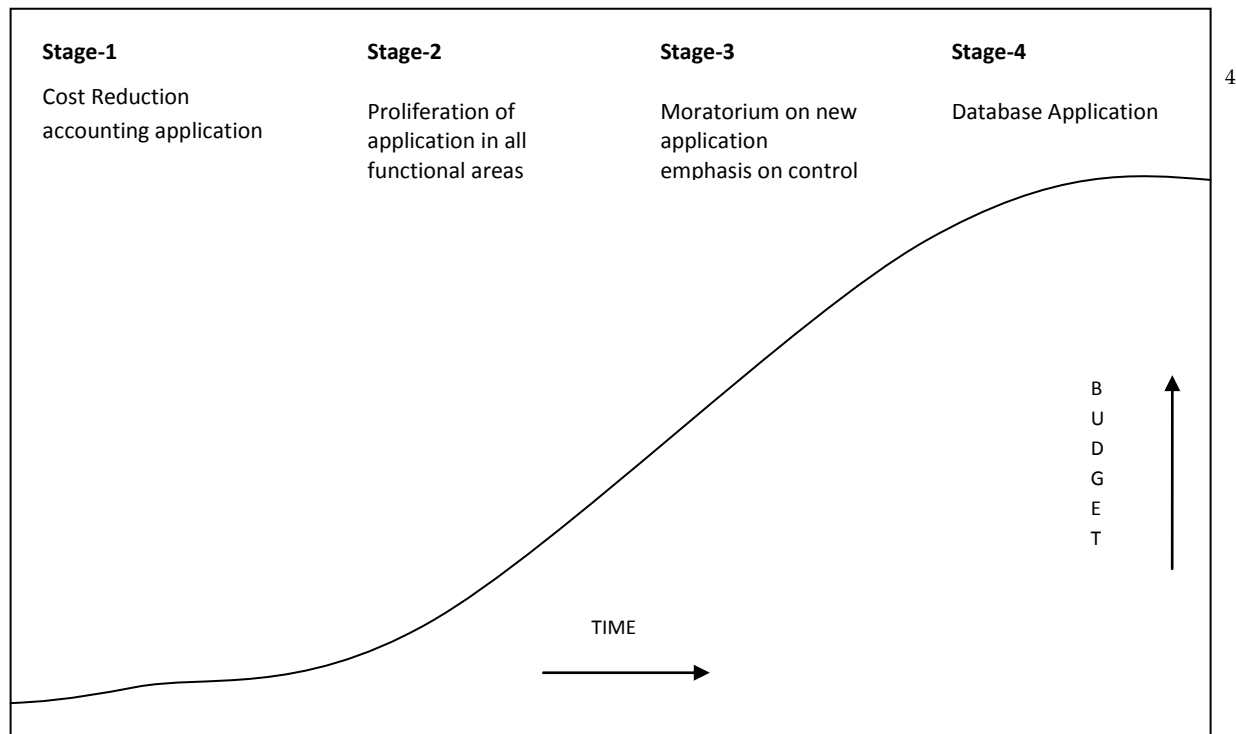 Stage-1
Cost Reduction
accounting application
Stage-2
Proliferation of
application in all
functional areas
Stage-3
Moratorium on new
application
emphasis on control
Stage-4
Database Application
4
B
U
D
G
E
T
TIME